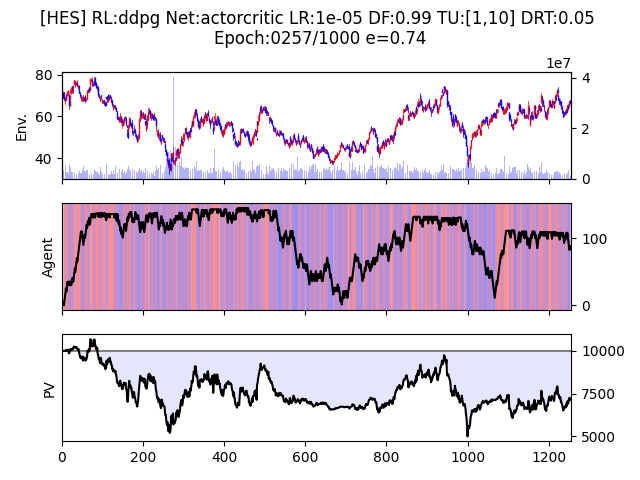 [HES] RL:ddpg Net:actorcritic LR:1e-05 DF:0.99 TU:[1,10] DRT:0.05
Epoch:0257/1000 e=0.74
1e7
80
60
40
Env.
4
2
0
Agent
100
0
PV
10000
7500
5000
0 200 400 600 800 1000 1200